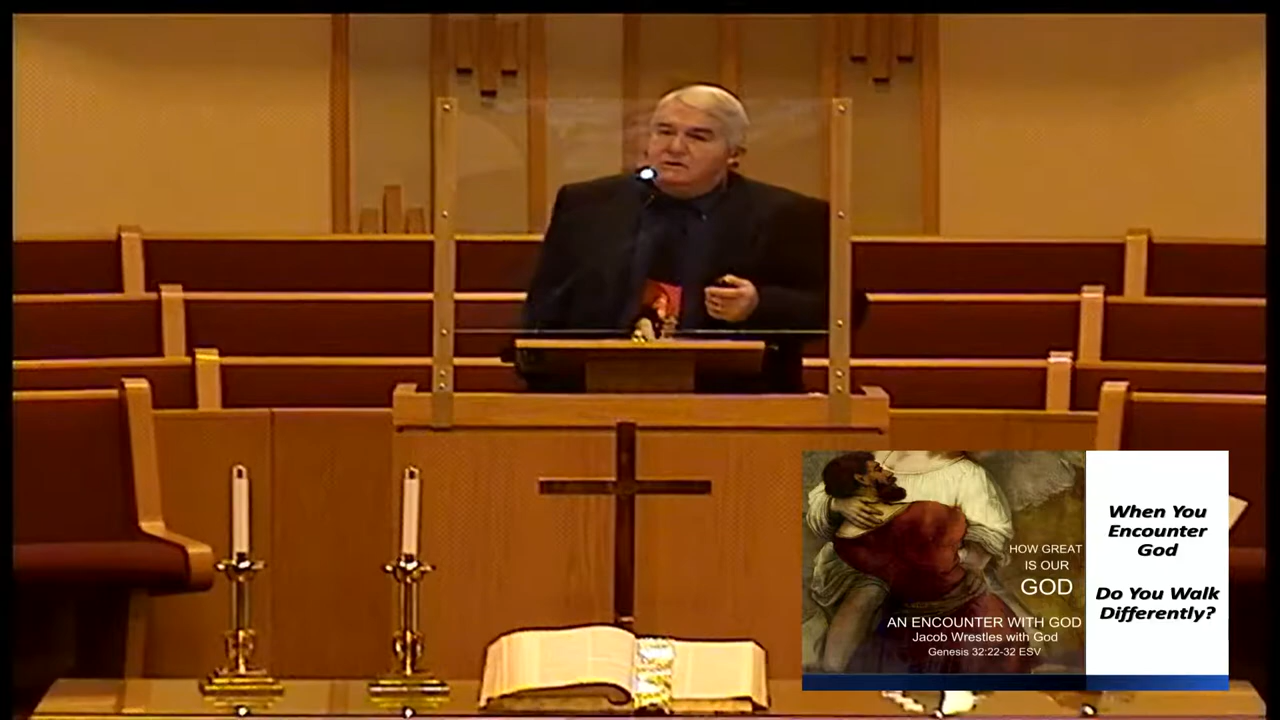 HOW GREAT
IS OUR
GOD
AN ENCOUNTER WITH GOD
Jacob Wrestles with God
Genesis 32:22-32 ESV
When You
Encounter
God
Do You Walk
Differently?